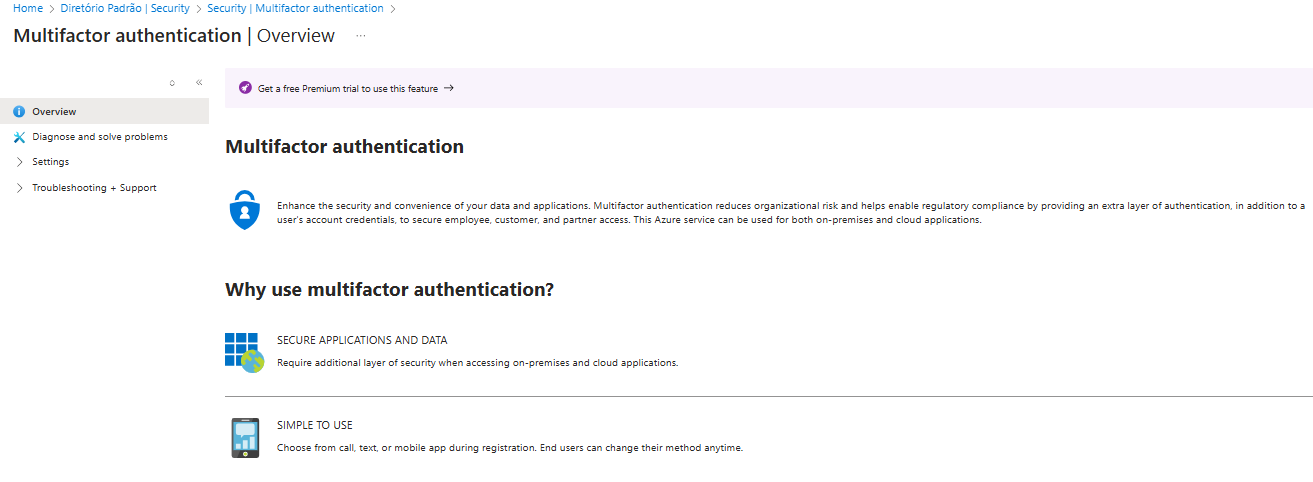 Home > Diretório Padrão | Security > Security | Multifactor authentication >
Multifactor authentication | Overview ...
Get a free Premium trial to use this feature →
Overview
Diagnose and solve problems
Settings
Troubleshooting + Support
Multifactor authentication
Enhance the security and convenience of your data and applications. Multifactor authentication reduces organizational risk and helps enable regulatory compliance by providing an extra layer of authentication, in addition to a
user's account credentials, to secure employee, customer, and partner access. This Azure service can be used for both on-premises and cloud applications.
Why use multifactor authentication?
SECURE APPLICATIONS AND DATA
Require additional layer of security when accessing on-premises and cloud applications.
SIMPLE TO USE
Choose from call, text, or mobile app during registration. End users can change their method anytime.